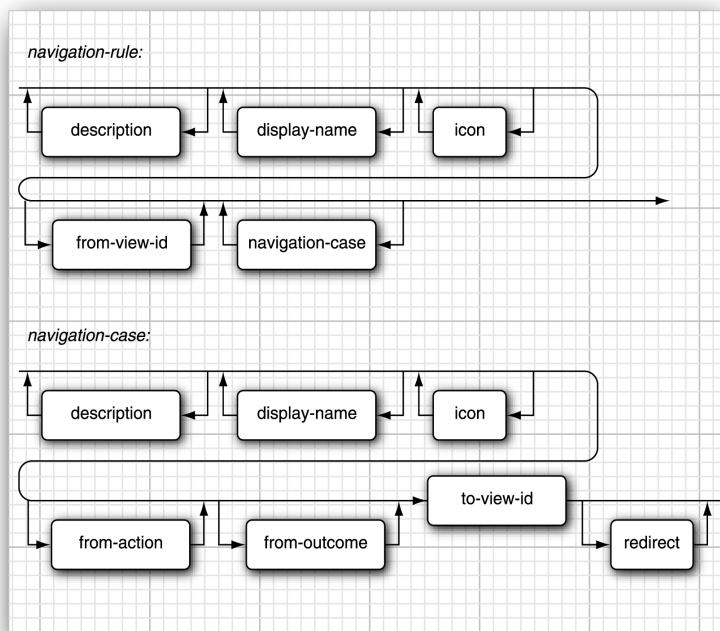 navigation-rule:
description
display-name
icon
from-view-id
navigation-case
navigation-case:
description
display-name
icon
to-view-id
from-action
from-outcome
redirect